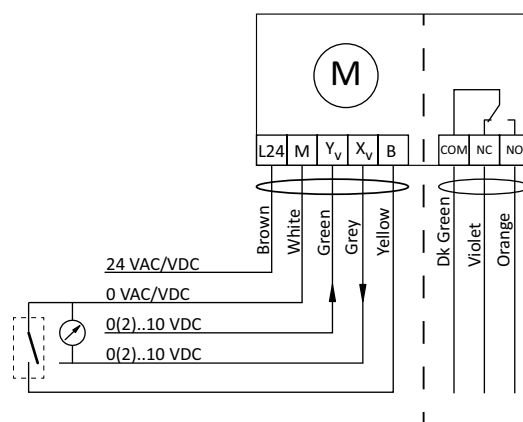 M
L24 M Yv Xv B COM NC NO
Brown White Green Grey Yellow Dk Green Violet Orange
24 VAC/VDC
0 VAC/VDC
0(2)..10 VDC
0(2)..10 VDC